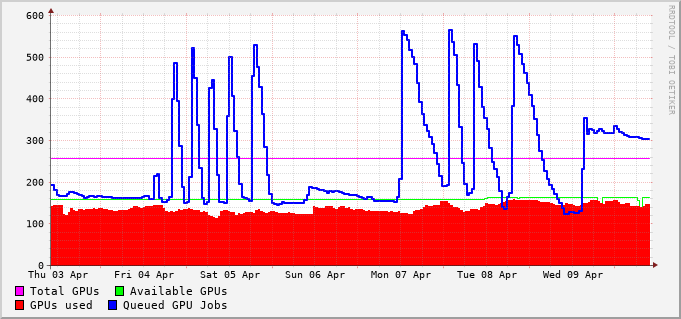 600
500
400
300
200
100
0
Thu 03 Apr Fri 04 Apr Sat 05 Apr Sun 06 Apr Mon 07 Apr Tue 08 Apr Wed 09 Apr
Total GPUs Available GPUs
GPUs used Queued GPU Jobs
RRDTOOL / TOBI OETIKER